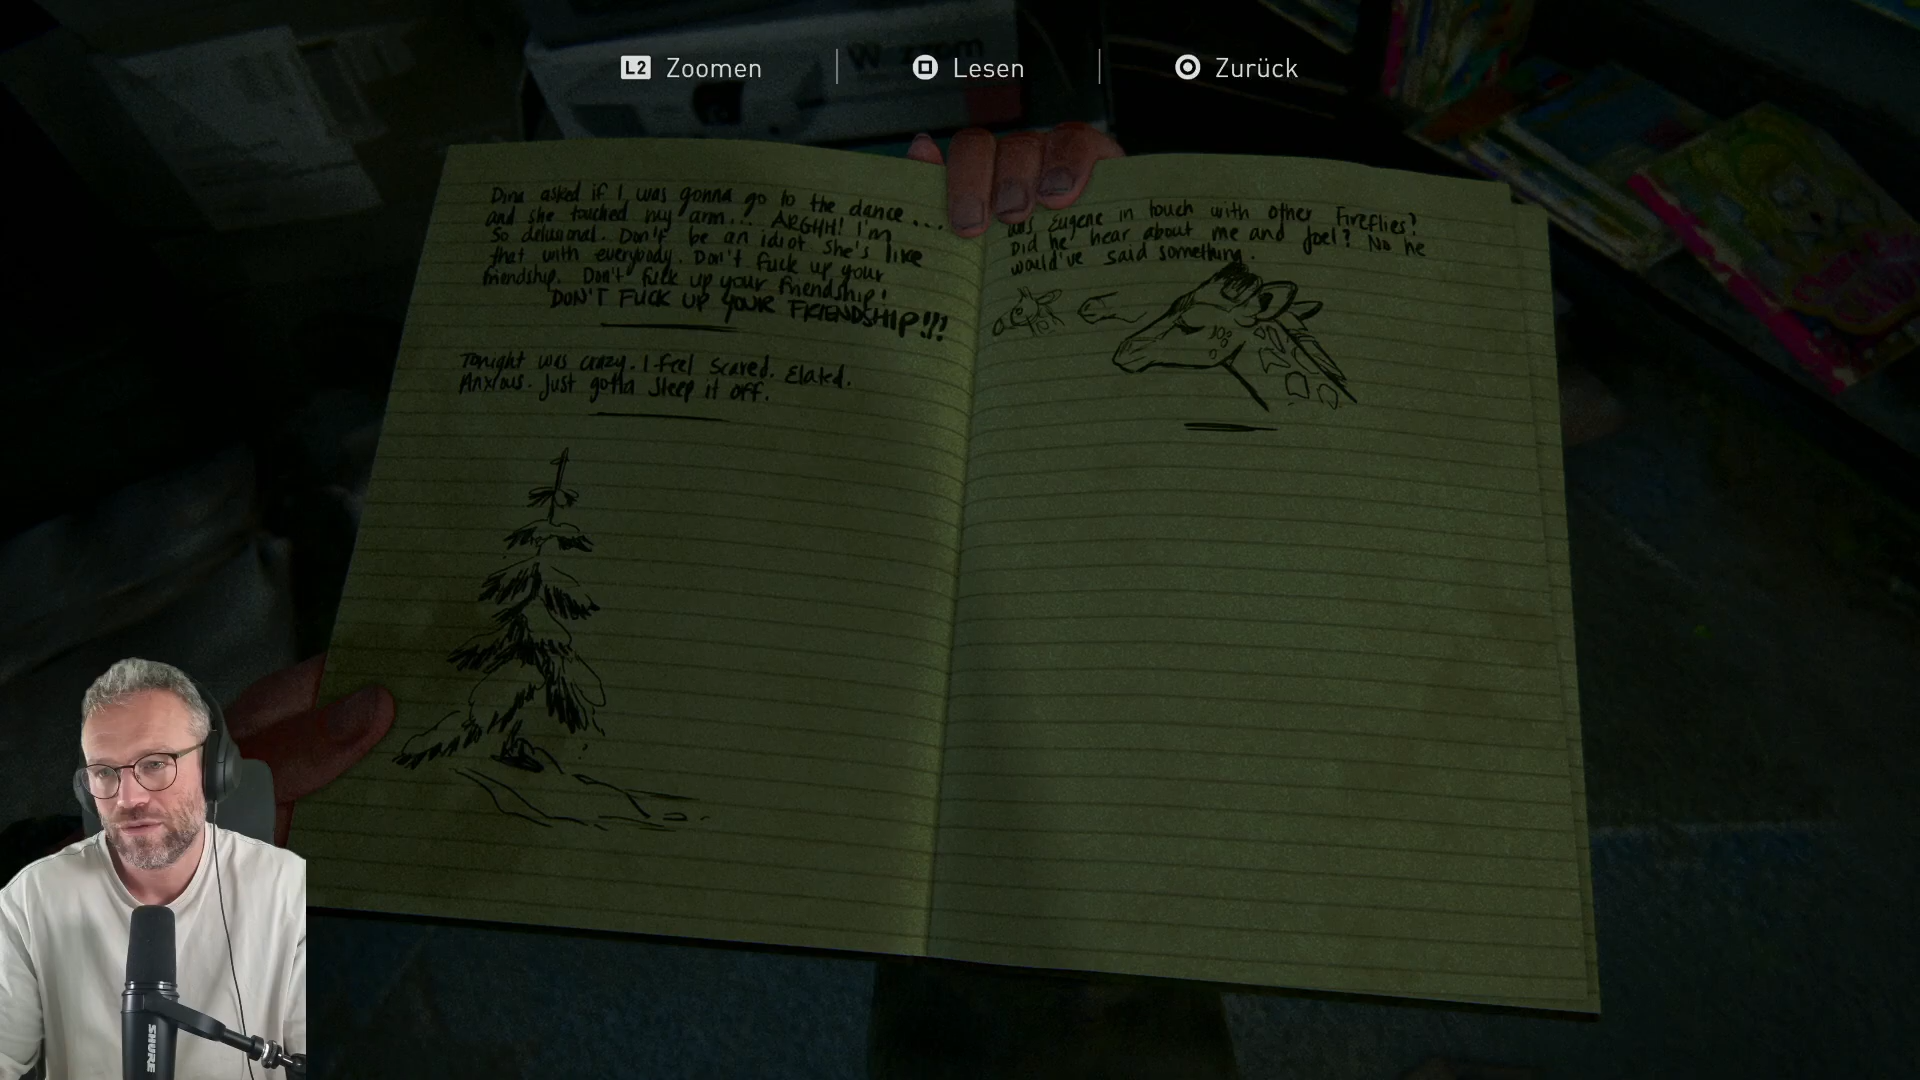 L2 Zoomen
Lesen
Zurück
Dina asked if I was gonna go to the dance...
and she touched my arm... ARGHH! I'm
so delusional. Don't be an idiot she's like
that with everybody. Don't fuck up your
friendship. Don't fuck up your friendship!
DON'T FUCK UP YOUR FRIENDSHIP!!!
Tonight was crazy. I feel scared. Elated.
Anxious. Just gotta sleep it off.
Was Eugene in touch with other Fireflies?
Did he hear about me and Joel? No he
would've said something.
SHURE